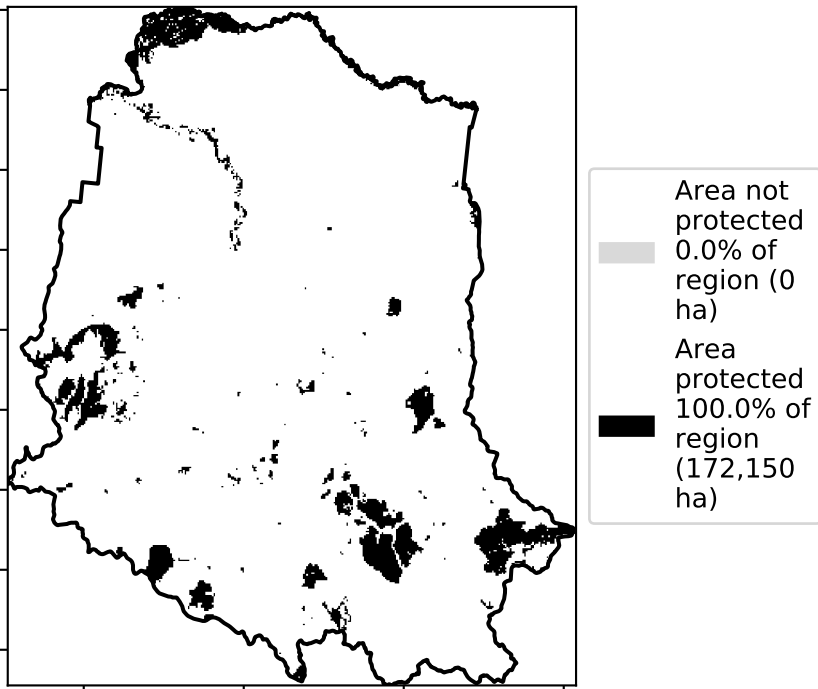 Area not
protected
0.0% of
region (0
ha)
Area
protected
100.0% of
region
(172,150
ha)